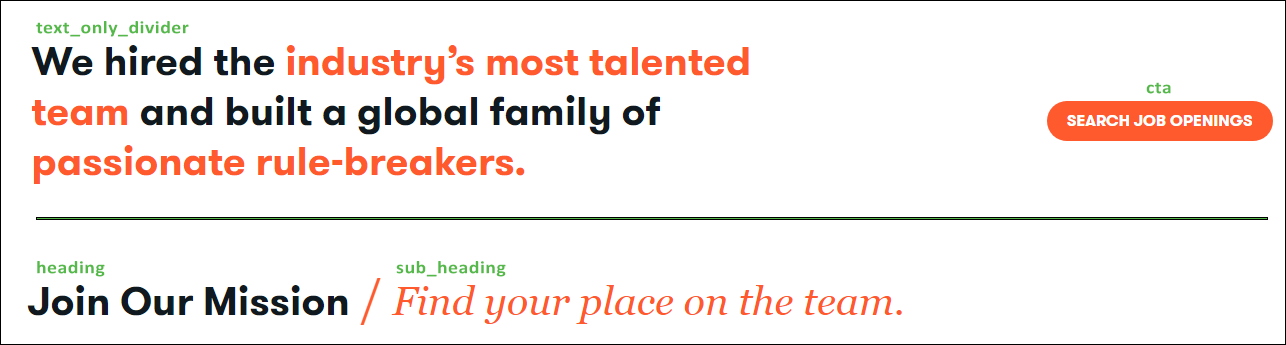 text_only_divider
We hired the industry’s most talented
team and built a global family of
passionate rule-breakers.
cta
SEARCH JOB OPENINGS
heading
sub_heading
Join Our Mission / Find your place on the team.